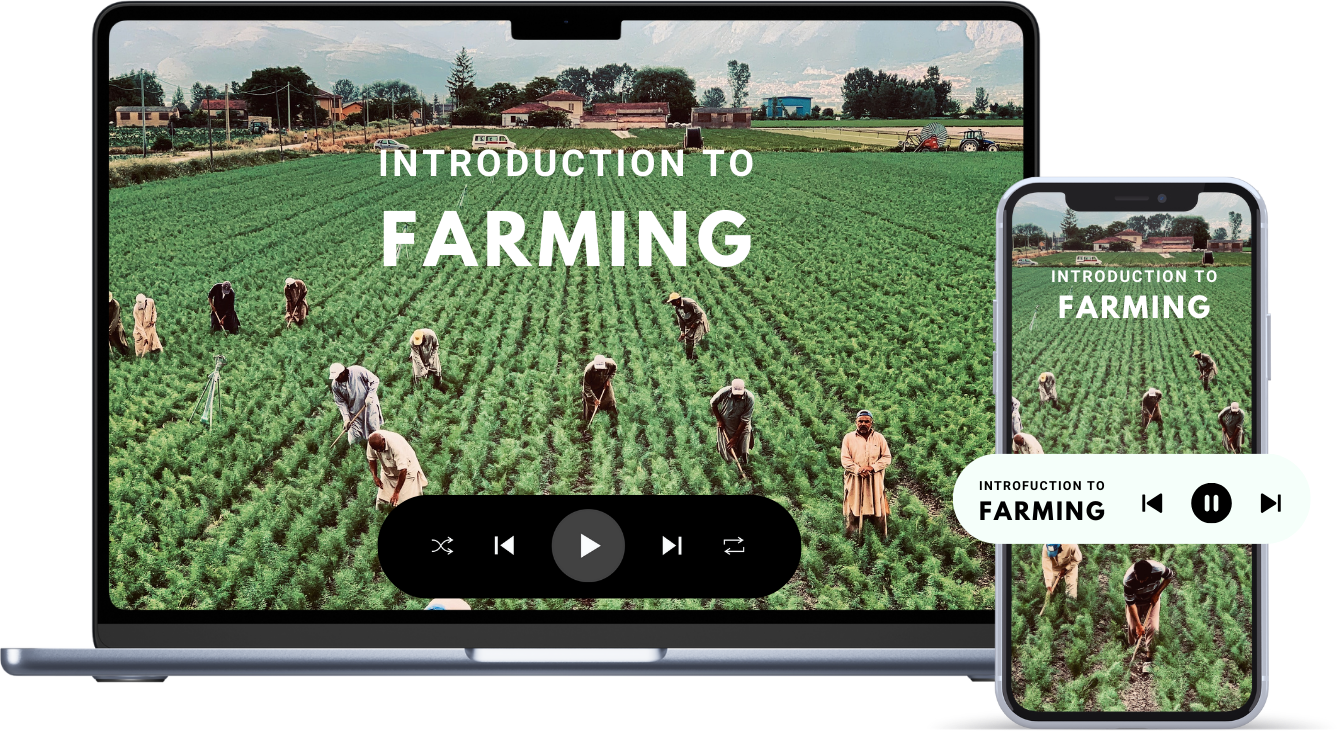 INTRODUCTION TO
FARMING
INTRODUCTION TO
FARMING
INTROFUCTION TO
FARMING